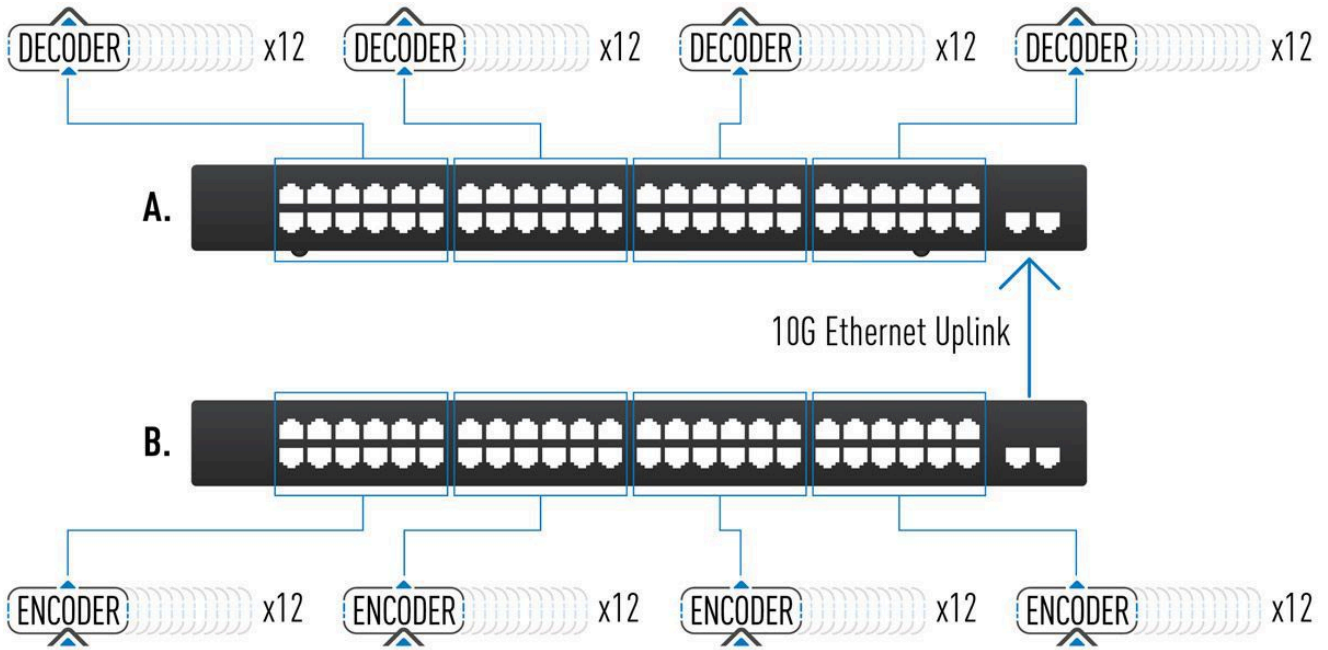 DECODER x12 DECODER x12 DECODER x12 DECODER x12
A.
10G Ethernet Uplink
B.
ENCODER x12 ENCODER x12 ENCODER x12 ENCODER x12